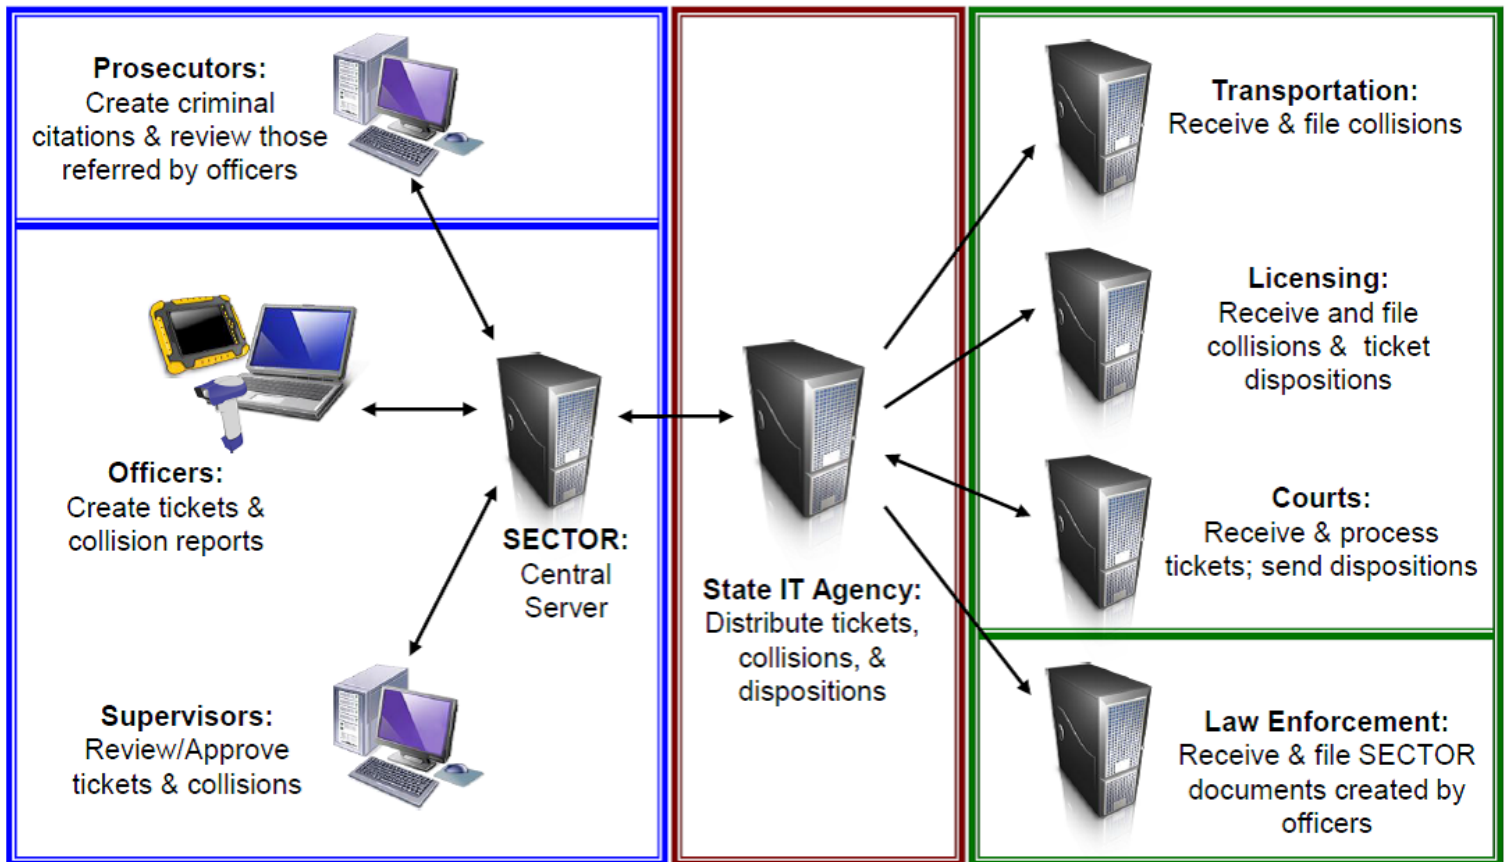 Prosecutors:
Create criminal
citations & review those
referred by officers
Officers:
Create tickets &
collision reports
SECTOR:
Central
Server
Supervisors:
Review/Approve
tickets & collisions
State IT Agency:
Distribute tickets,
collisions, &
dispositions
Transportation:
Receive & file collisions
Licensing:
Receive and file
collisions & ticket
dispositions
Courts:
Receive & process
tickets; send dispositions
Law Enforcement:
Receive & file SECTOR
documents created by
officers